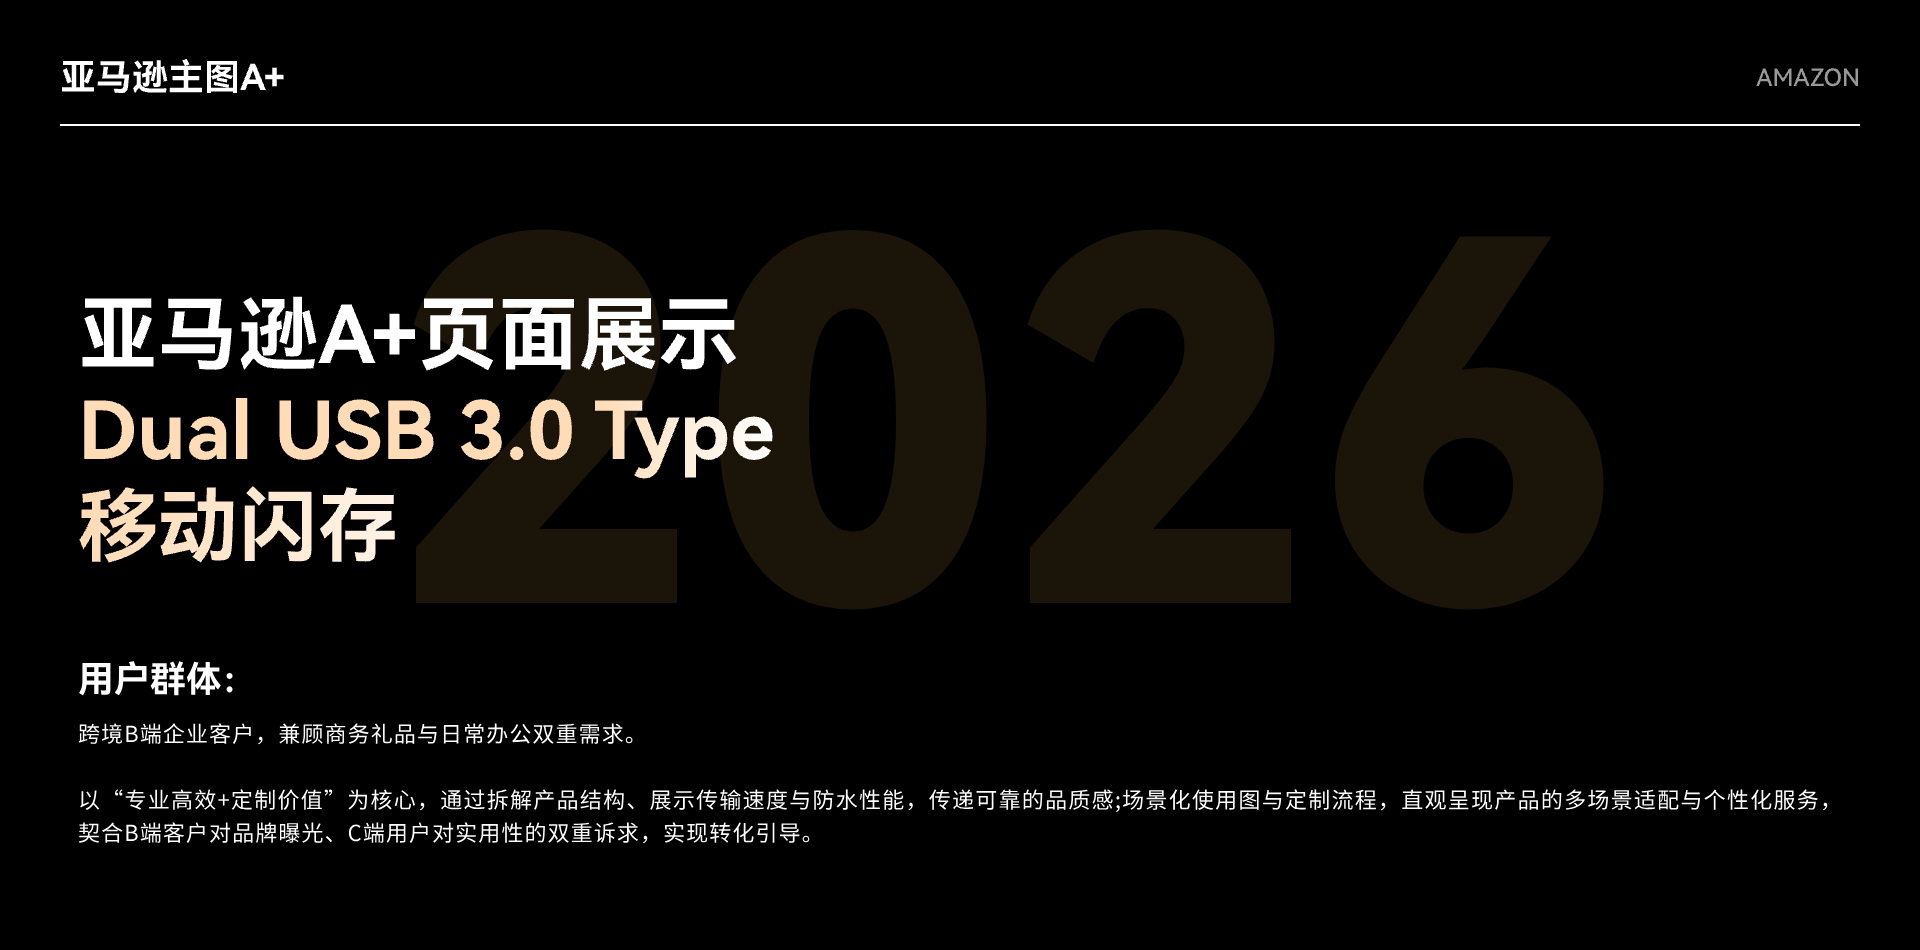 亚马逊主图A+
AMAZON
2026
亚马逊A+页面展示
Dual USB 3.0 Type
移动闪存
用户群体：
跨境B端企业客户，兼顾商务礼品与日常办公双重需求。
以“专业高效+定制价值”为核心，通过拆解产品结构、展示传输速度与防水性能，传递可靠的品质感;场景化使用图与定制流程，直观呈现产品的多场景适配与个性化服务，
契合B端客户对品牌曝光、C端用户对实用性的双重诉求，实现转化引导。